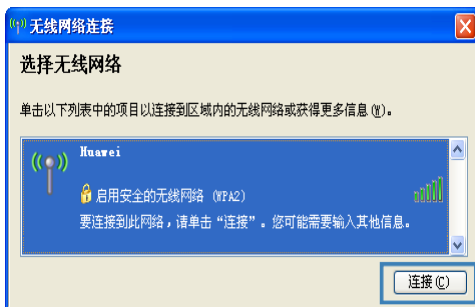 无线网络连接
选择无线网络
单击以下列表中的项目以连接到区域内的无线网络或获得更多信息(W)。
Huawei
启用安全的无线网络 (WPA2)
要连接到此网络，请单击“连接”。您可能需要输入其他信息。
连接(C)